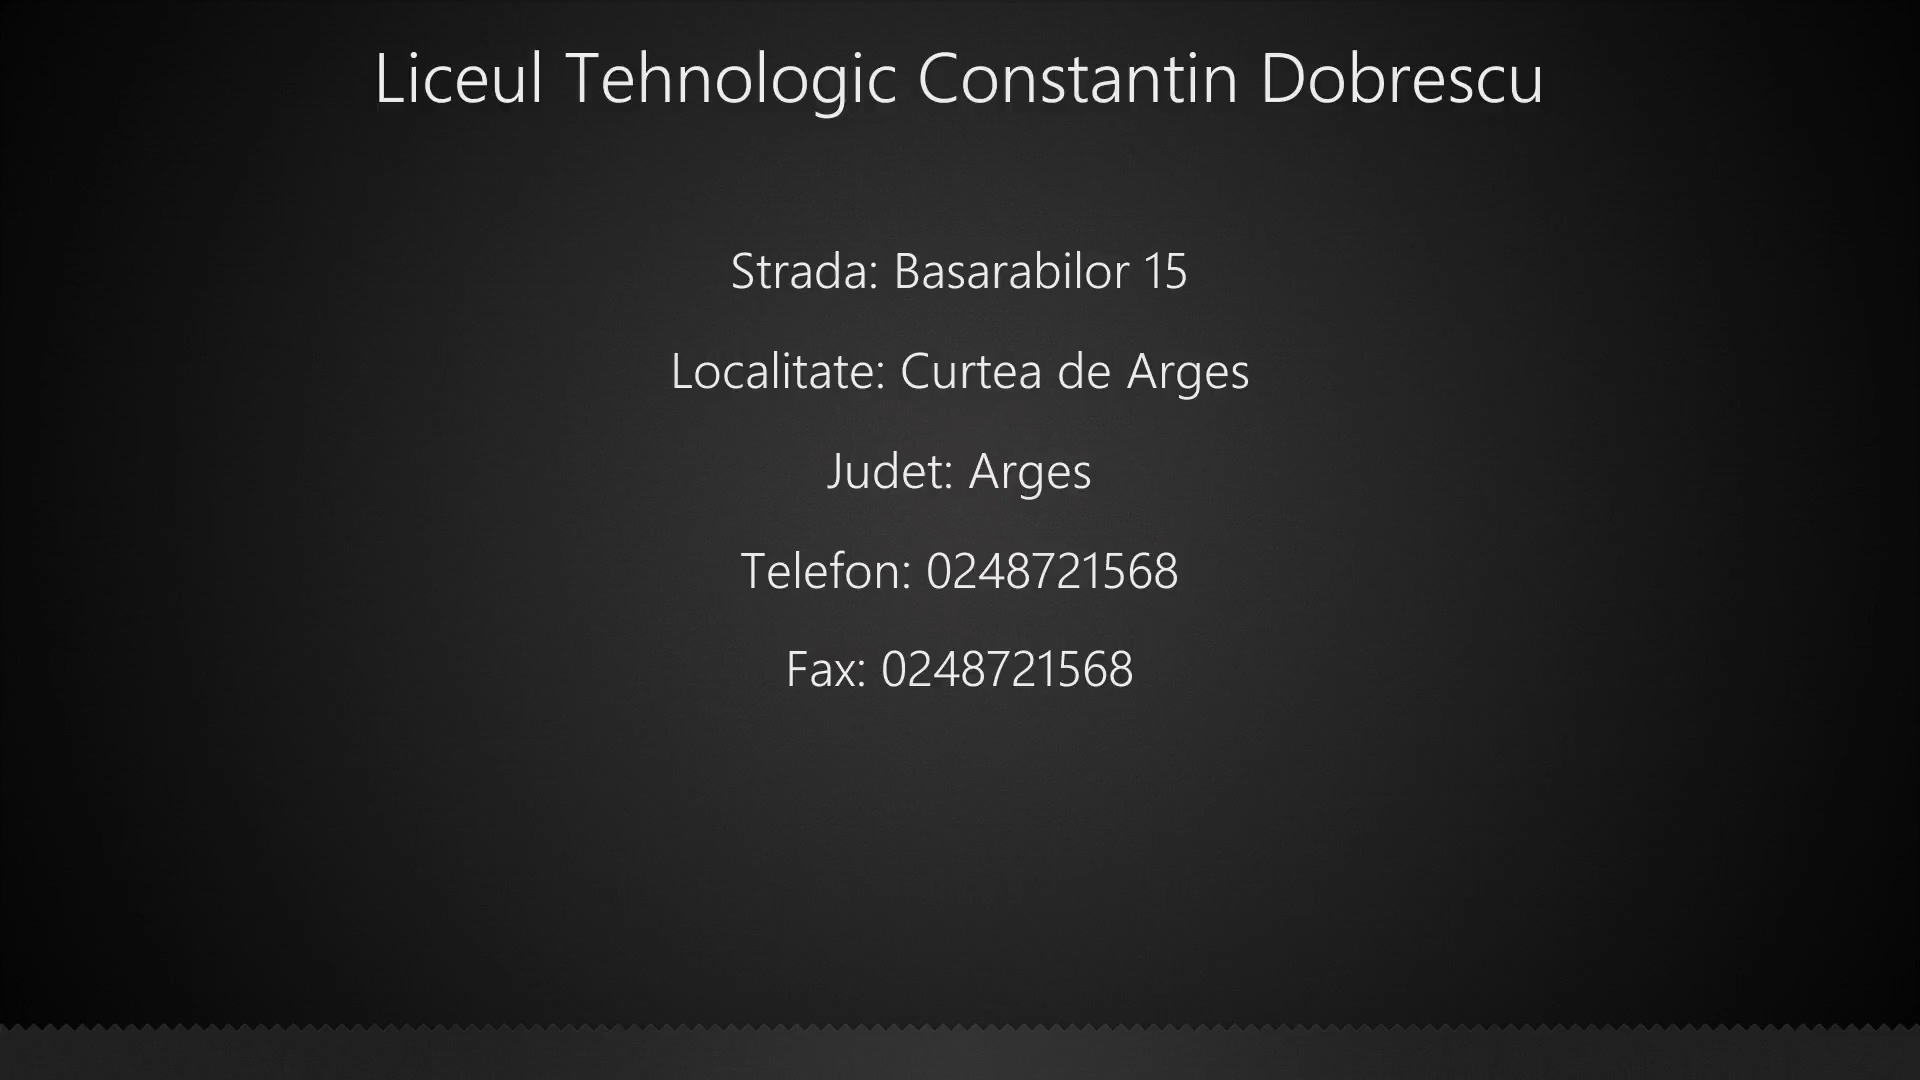 Liceul Tehnologic Constantin Dobrescu
Strada: Basarabilor 15
Localitate: Curtea de Arges
Judet: Arges
Telefon: 0248721568
Fax: 0248721568